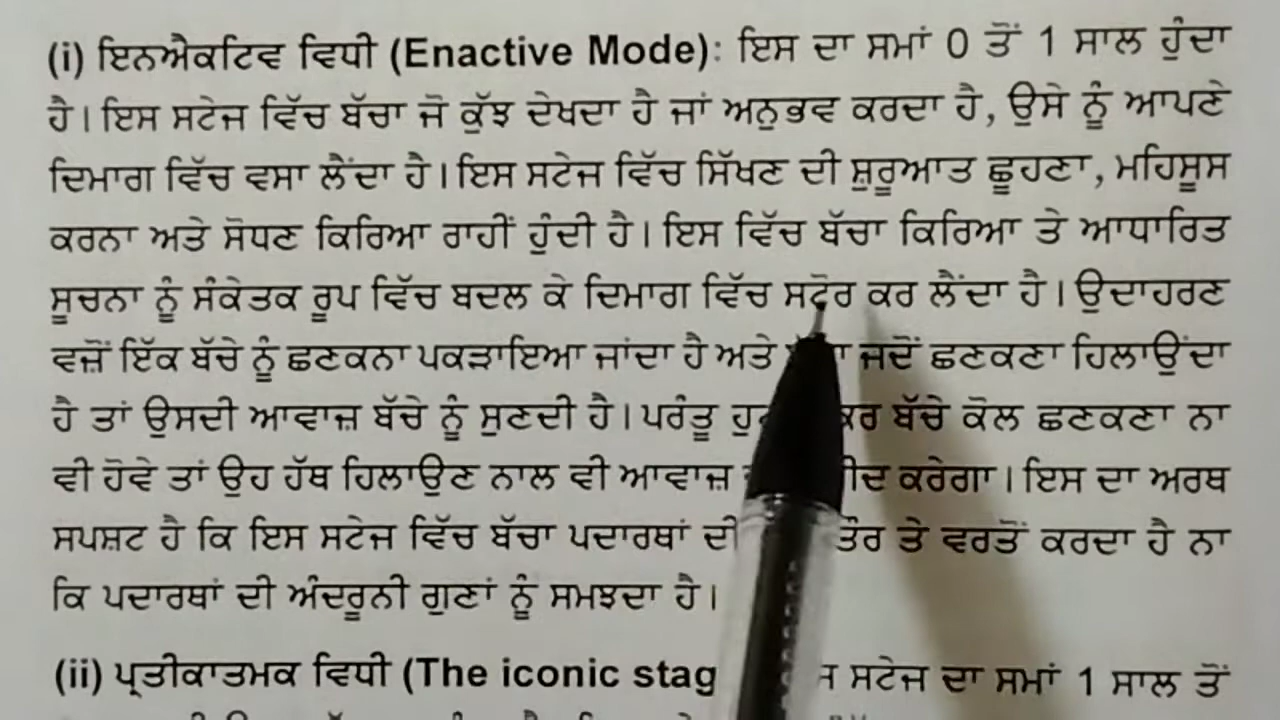 (i) ਇਨਐਕਟਿਵ ਵਿਧੀ (Enactive Mode): ਇਸ ਦਾ ਸਮਾਂ 0 ਤੋਂ 1 ਸਾਲ ਹੁੰਦਾ
ਹੈ। ਇਸ ਸਟੇਜ ਵਿੱਚ ਬੱਚਾ ਜੋ ਕੁੱਝ ਦੇਖਦਾ ਹੈ ਜਾਂ ਅਨੁਭਵ ਕਰਦਾ ਹੈ, ਉਸੇ ਨੂੰ ਆਪਣੇ
ਦਿਮਾਗ ਵਿੱਚ ਵਸਾ ਲੈਂਦਾ ਹੈ। ਇਸ ਸਟੇਜ ਵਿੱਚ ਸਿੱਖਣ ਦੀ ਸ਼ੁਰੂਆਤ ਛੂਹਣਾ, ਮਹਿਸੂਸ
ਕਰਨਾ ਅਤੇ ਸੋਧਣ ਕਿਰਿਆ ਰਾਹੀਂ ਹੁੰਦੀ ਹੈ। ਇਸ ਵਿੱਚ ਬੱਚਾ ਕਿਰਿਆ ਤੇ ਆਧਾਰਿਤ
ਸੂਚਨਾ ਨੂੰ ਸੰਕੇਤਕ ਰੂਪ ਵਿੱਚ ਬਦਲ ਕੇ ਦਿਮਾਗ ਵਿੱਚ ਸਟੋਰ ਕਰ ਲੈਂਦਾ ਹੈ। ਉਦਾਹਰਣ
ਵਜੋਂ ਇੱਕ ਬੱਚੇ ਨੂੰ ਛਣਕਨਾ ਪਕੜਾਇਆ ਜਾਂਦਾ ਹੈ ਅਤੇ ਜਦੋਂ ਛਣਕਣਾ ਹਿਲਾਉਂਦਾ
ਹੈ ਤਾਂ ਉਸਦੀ ਆਵਾਜ਼ ਬੱਚੇ ਨੂੰ ਸੁਣਦੀ ਹੈ। ਪਰੰਤੂ ਬੱਚੇ ਕੋਲ ਛਣਕਣਾ ਨਾ
ਵੀ ਹੋਵੇ ਤਾਂ ਉਹ ਹੱਥ ਹਿਲਾਉਣ ਨਾਲ ਵੀ ਆਵਾਜ਼ ਕਰੇਗਾ। ਇਸ ਦਾ ਅਰਥ
ਸਪਸ਼ਟ ਹੈ ਕਿ ਇਸ ਸਟੇਜ ਵਿੱਚ ਬੱਚਾ ਪਦਾਰਥਾਂ ਦੀ ਤੌਰ ਤੇ ਵਰਤੋਂ ਕਰਦਾ ਹੈ ਨਾ
ਕਿ ਪਦਾਰਥਾਂ ਦੀ ਅੰਦਰੂਨੀ ਗੁਣਾਂ ਨੂੰ ਸਮਝਦਾ ਹੈ।
(ii) ਪ੍ਰਤੀਕਾਤਮਕ ਵਿਧੀ (The iconic ਸਟੇਜ ਦਾ ਸਮਾਂ 1 ਸਾਲ ਤੋਂ